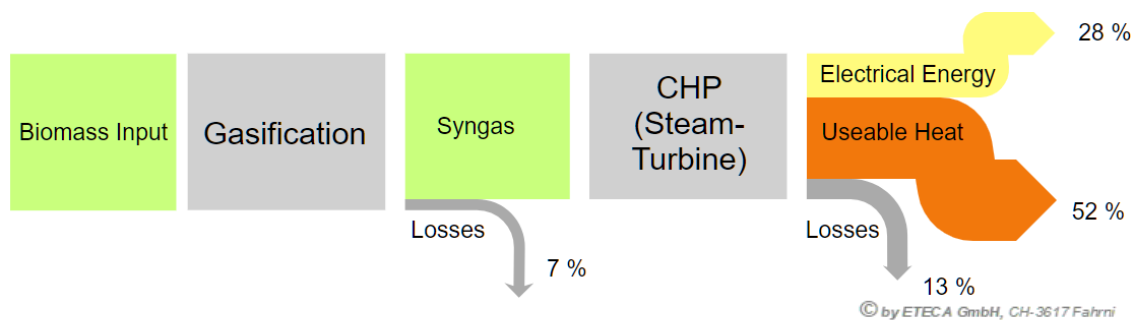 Biomass Input
Gasification
Syngas
Losses
7 %
CHP
(Steam-
Turbine)
Electrical Energy
28 %
Useable Heat
52 %
Losses
13 %
© by ETECA GmbH, CH-3617 Fahrni